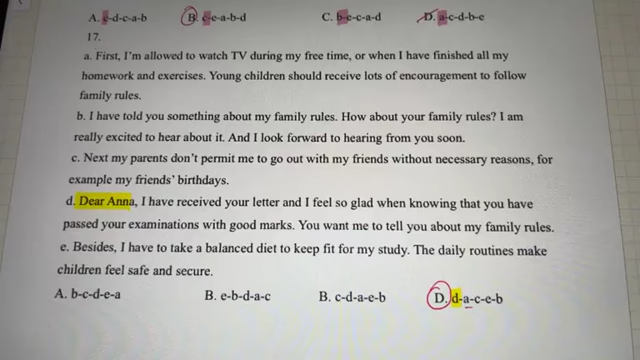 A. e-d-c-a-b B. c-e-a-b-d C. b-e-c-a-d D. a-c-d-b-e
17.
a. First, I'm allowed to watch TV during my free time, or when I have finished all my
homework and exercises. Young children should receive lots of encouragement to follow
family rules.
b. I have told you something about my family rules. How about your family rules? I am
really excited to hear about it. And I look forward to hearing from you soon.
c. Next my parents don't permit me to go out with my friends without necessary reasons, for
example my friends' birthdays.
d. Dear Anna, I have received your letter and I feel so glad when knowing that you have
passed your examinations with good marks. You want me to tell you about my family rules.
e. Besides, I have to take a balanced diet to keep fit for my study. The daily routines make
children feel safe and secure.
A. b-c-d-e-a B. e-b-d-a-c B. c-d-a-e-b D. d-a-c-e-b